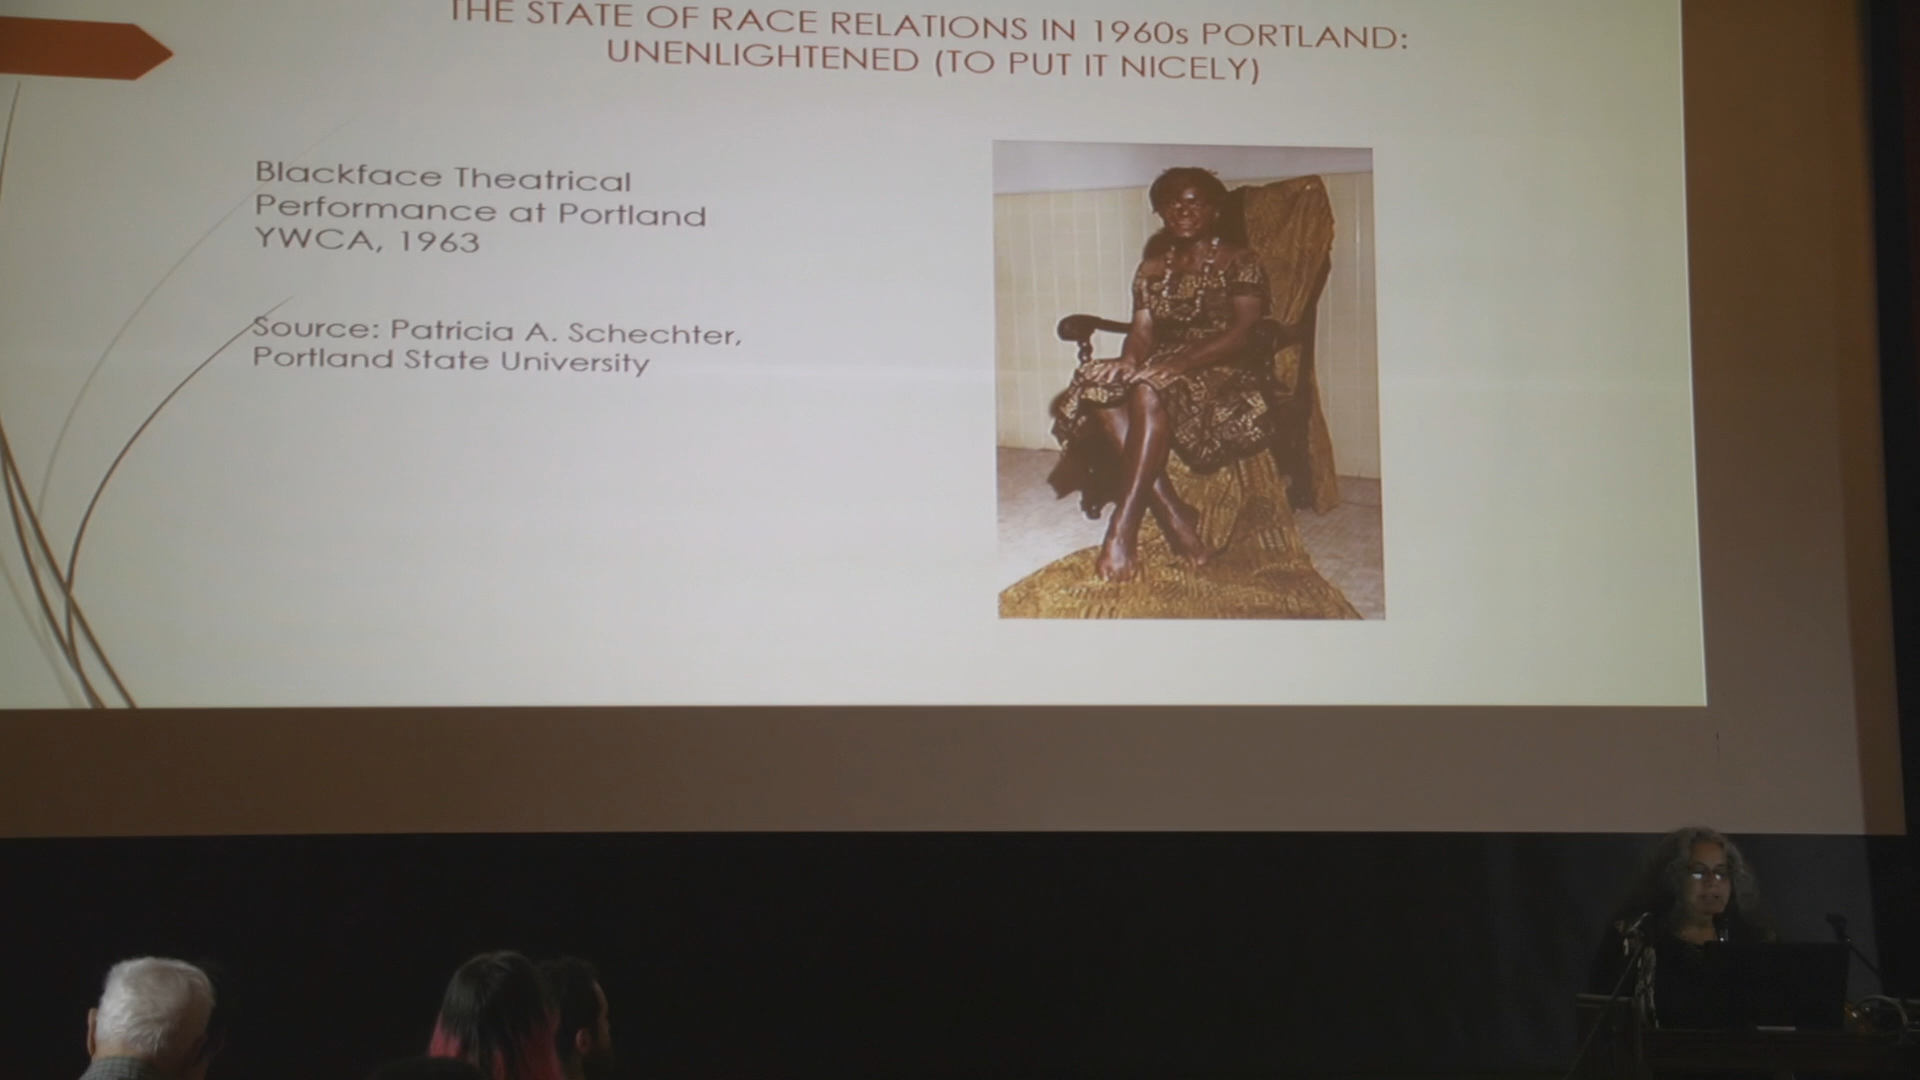 THE STATE OF RACE RELATIONS IN 1960s PORTLAND:
UNENLIGHTENED (TO PUT IT NICELY)
Blackface Theatrical
Performance at Portland
YWCA, 1963
Source: Patricia A. Schechter,
Portland State University